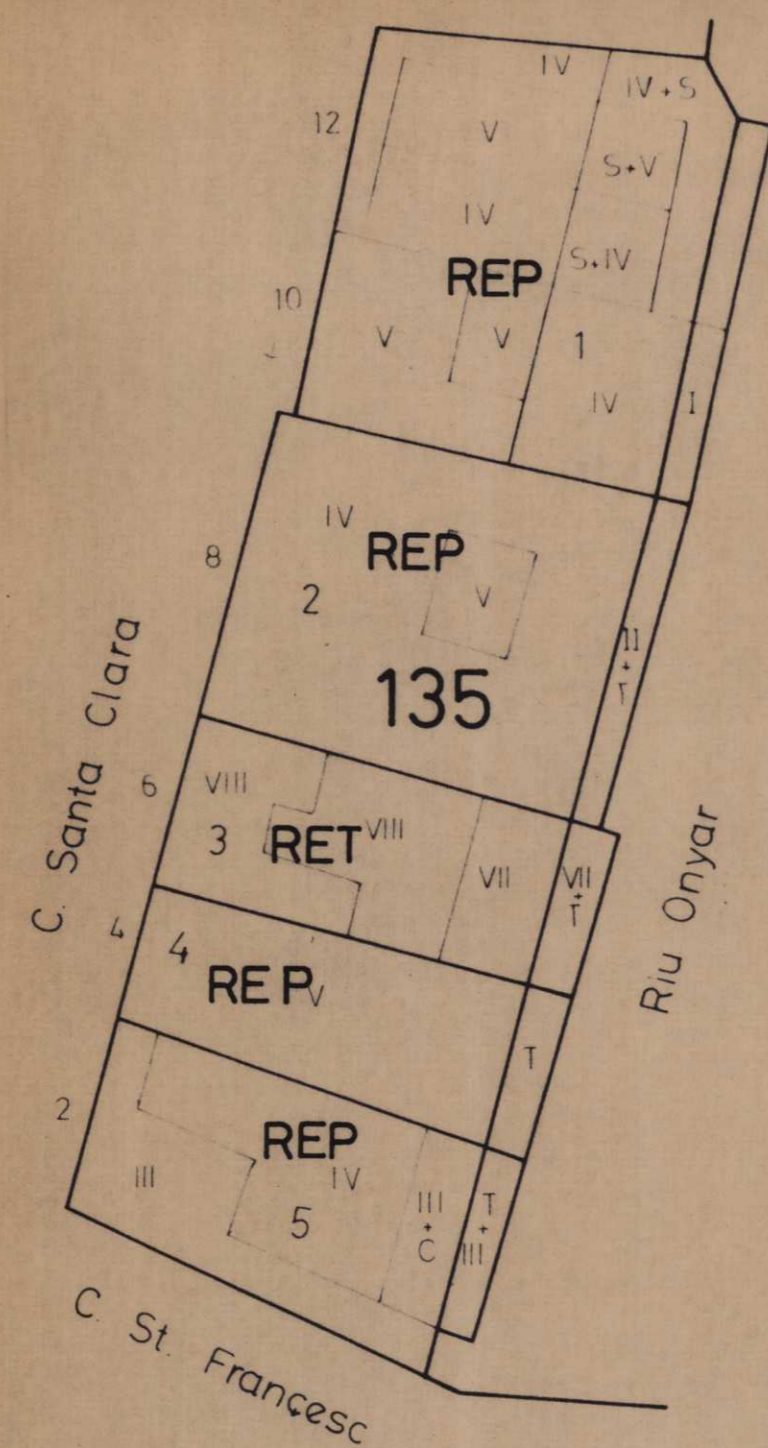 IV
IV+S
12
V
S+V
IV
S+IV
REP
10
V
V
1
IV
I
IV
REP
8
2
V
II
+
T
135
6
VIII
3
RET
VIII
VII
VII
+
T
C. Santa Clara
Riu Onyar
4
4
REP
V
T
2
REP
III
IV
5
III
+
C
T
+
III
C. St. Françesc